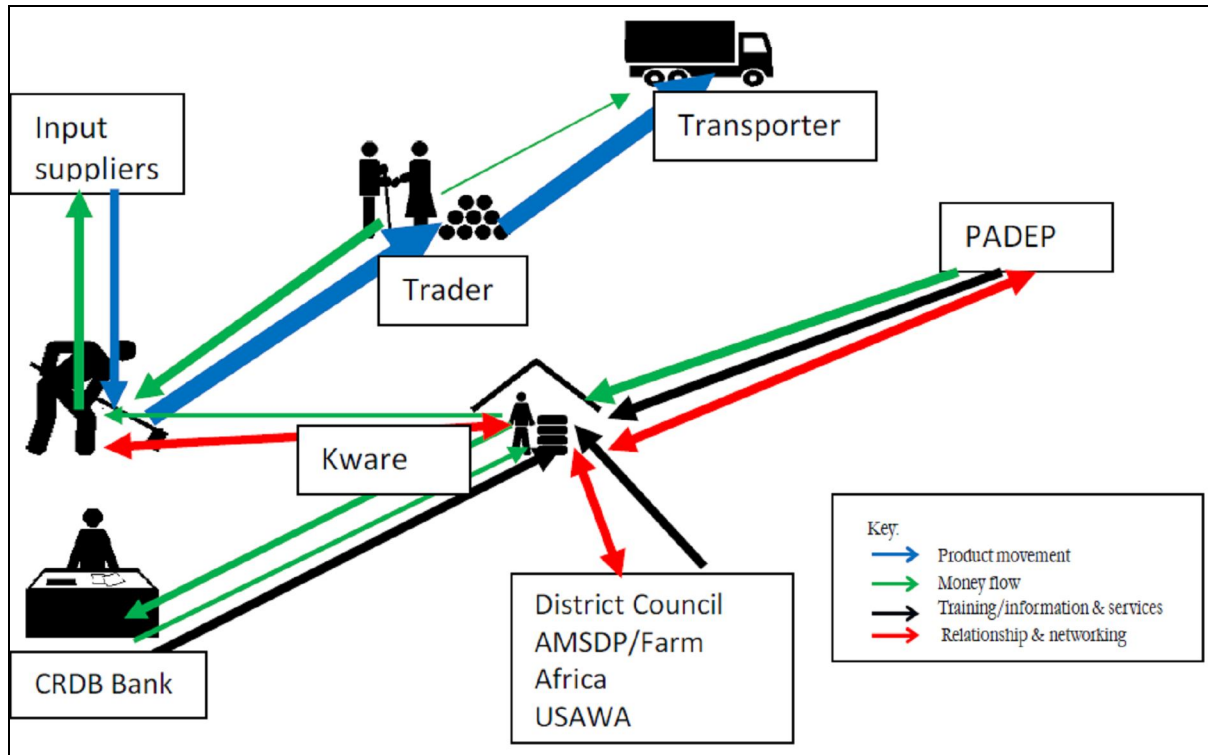 Input
suppliers
Transporter
PADEP
Trader
Kware
CRDB Bank
District Council
AMSDP/Farm
Africa
USAWA
Key:
Product movement
Money flow
Training/information & services
Relationship & networking